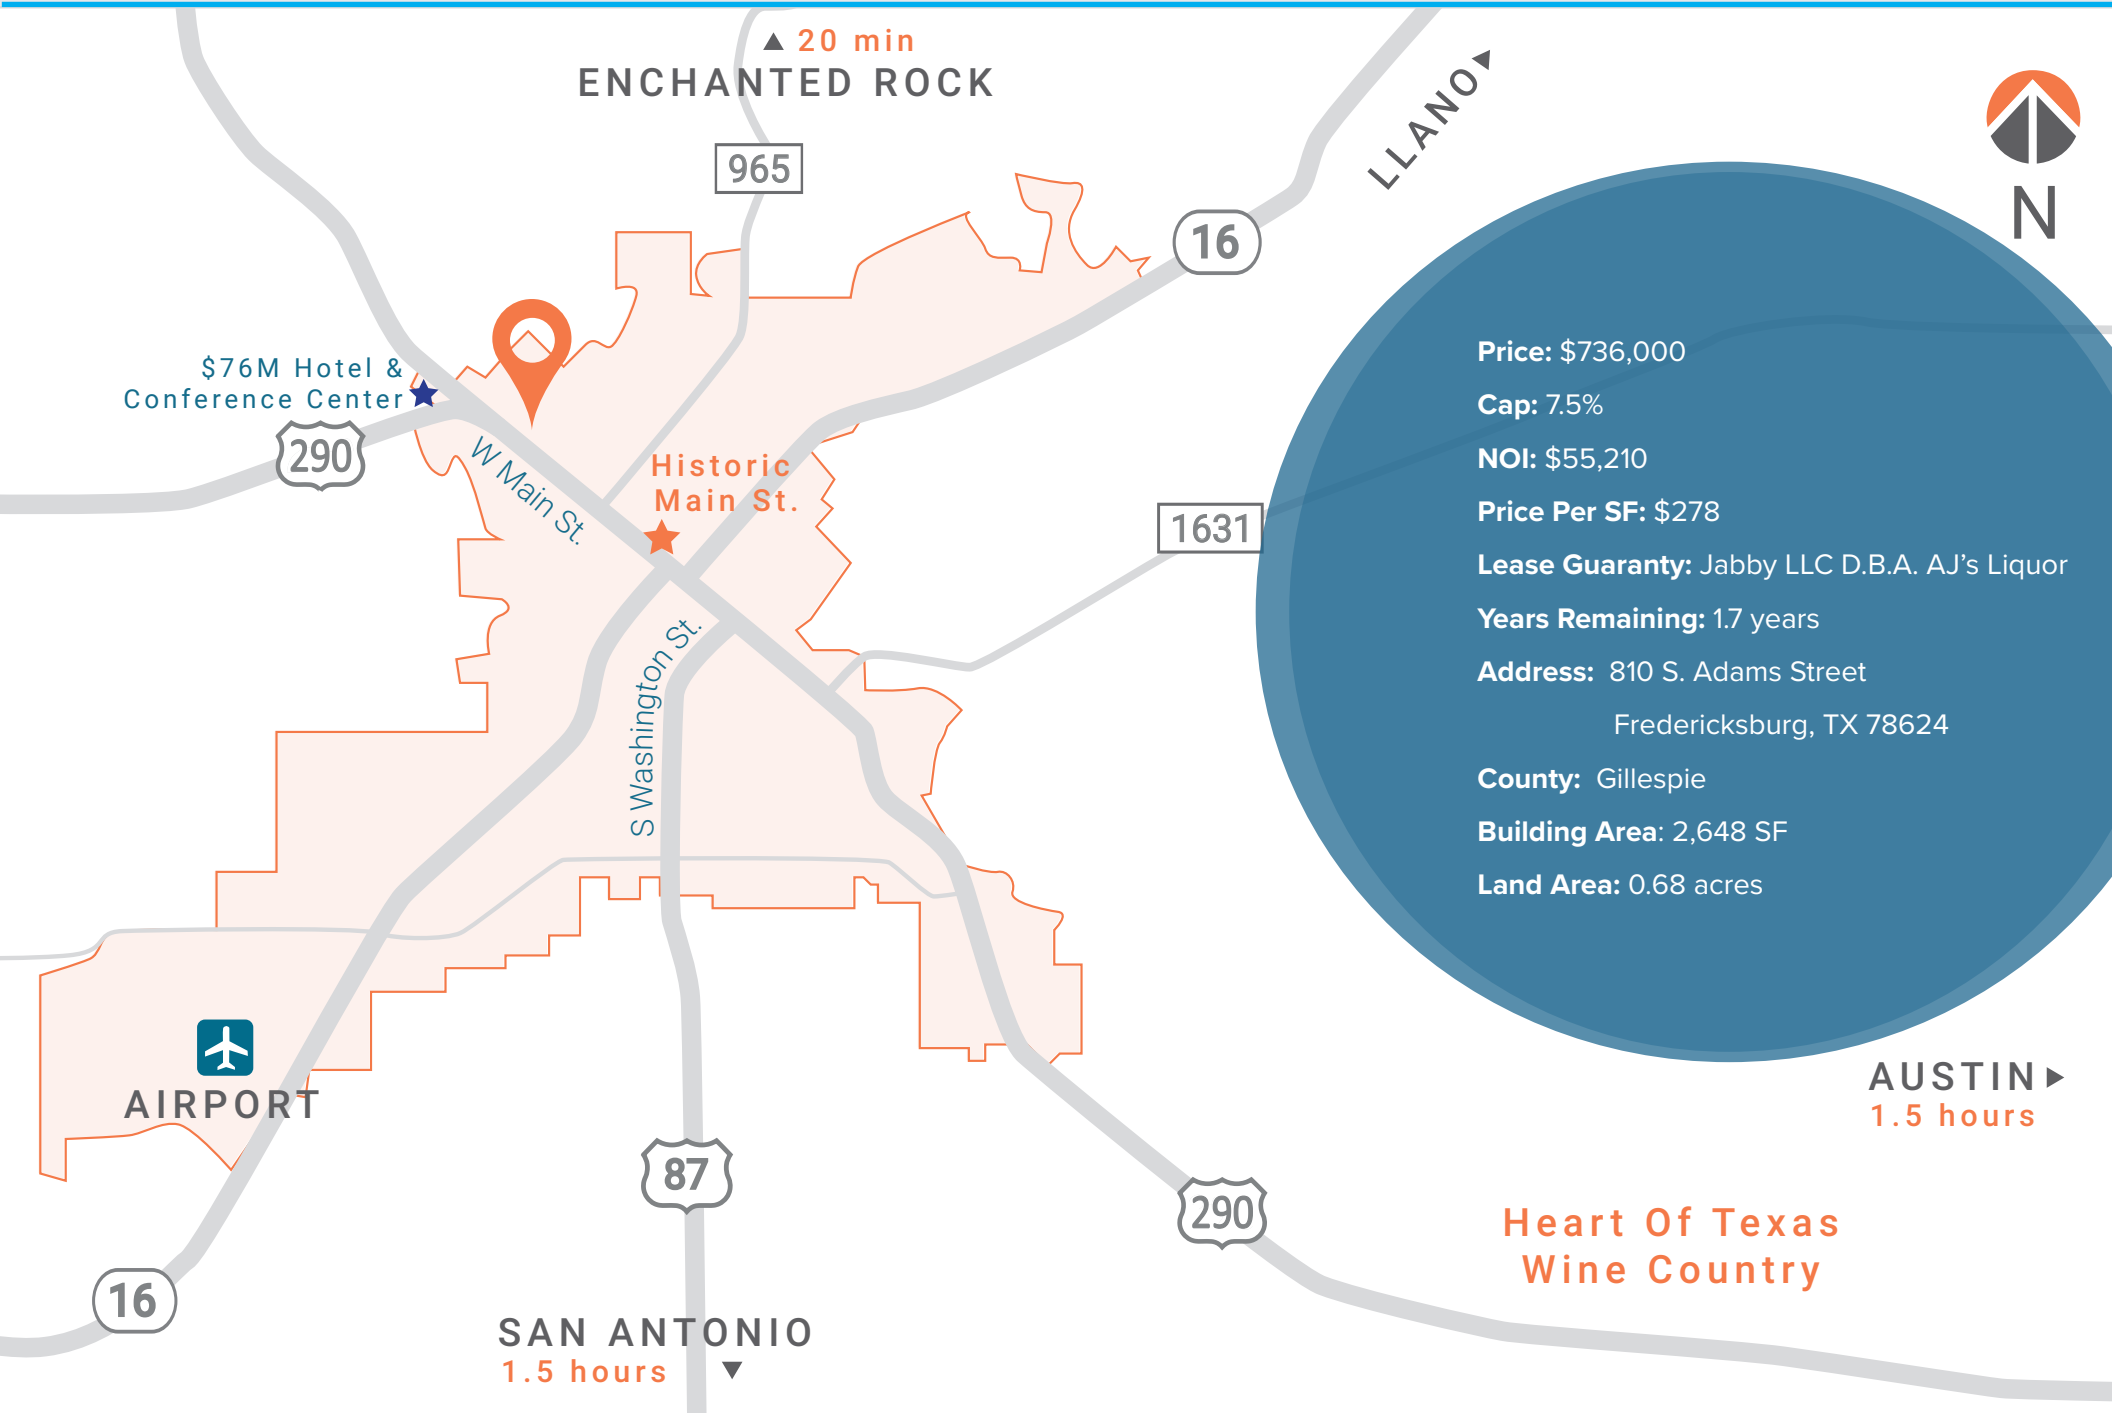 ▲ 20 min
ENCHANTED ROCK
LLANO
965
16
N
$76M Hotel &
Conference Center
290
W Main St.
Historic
Main St.
1631
S Washington St.
Price: $736,000
Cap: 7.5%
NOI: $55,210
Price Per SF: $278
Lease Guaranty: Jabby LLC D.B.A. AJ’s Liquor
Years Remaining: 1.7 years
Address: 810 S. Adams Street
Fredericksburg, TX 78624
County: Gillespie
Building Area: 2,648 SF
Land Area: 0.68 acres
AIRPORT
AUSTIN
1.5 hours
87
290
Heart Of Texas
Wine Country
16
SAN ANTONIO
1.5 hours